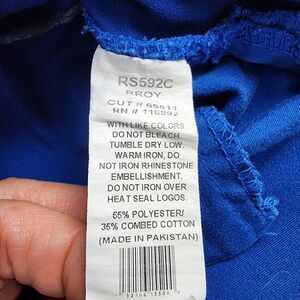 RS592C
RROY
CUT # 65611
RN # 116892
WITH LIKE COLORS.
DO NOT BLEACH.
TUMBLE DRY LOW.
WARM IRON, DO
NOT IRON RHINESTONE
EMBELLISHMENT.
DO NOT IRON OVER
HEAT SEAL LOGOS.
65% POLYESTER/
35% COMBED COTTON
(MADE IN PAKISTAN)